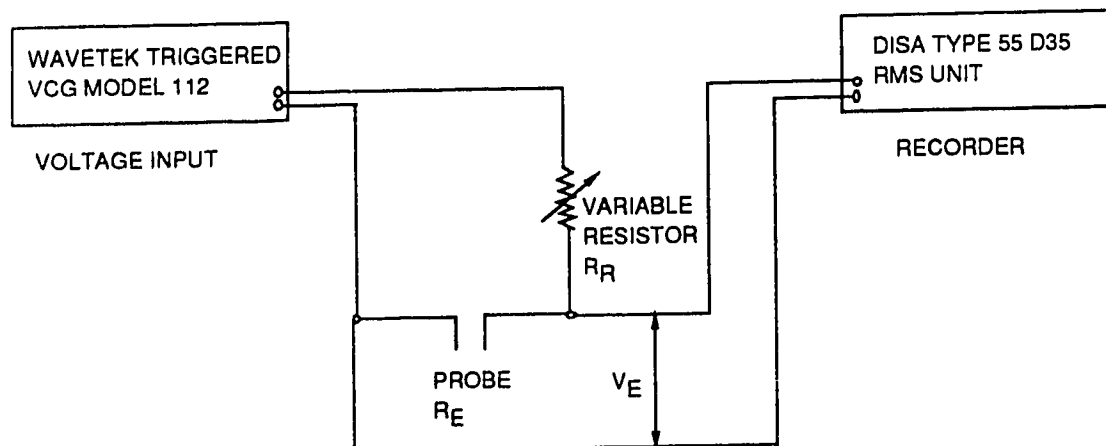 WAVETEK TRIGGERED
VCG MODEL 112
VOLTAGE INPUT
DISA TYPE 55 D35
RMS UNIT
RECORDER
VARIABLE
RESISTOR
RR
PROBE
RE
VE